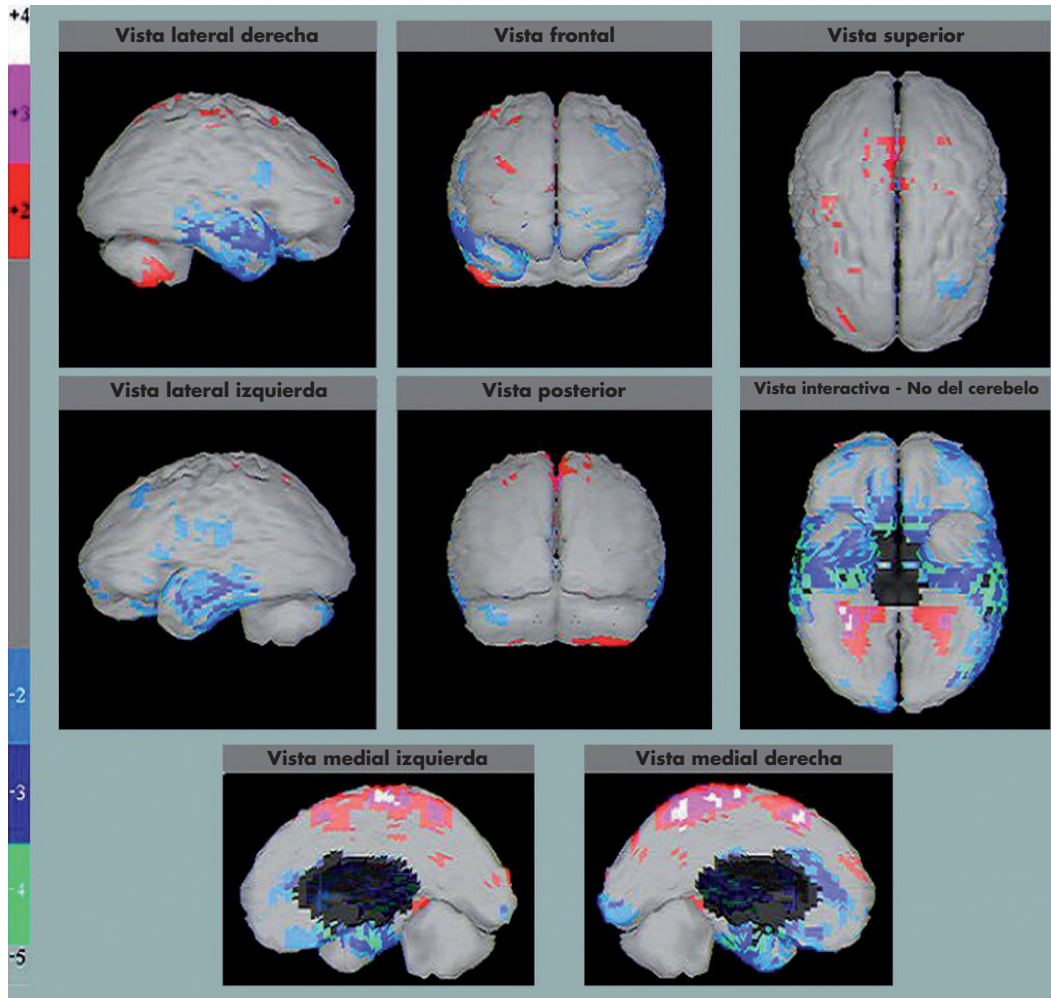 +4
+3
+2
-2
-3
-4
-5
Vista lateral derecha
Vista frontal
Vista superior
Vista lateral izquierda
Vista posterior
Vista interactiva - No del cerebelo
Vista medial izquierda
Vista medial derecha